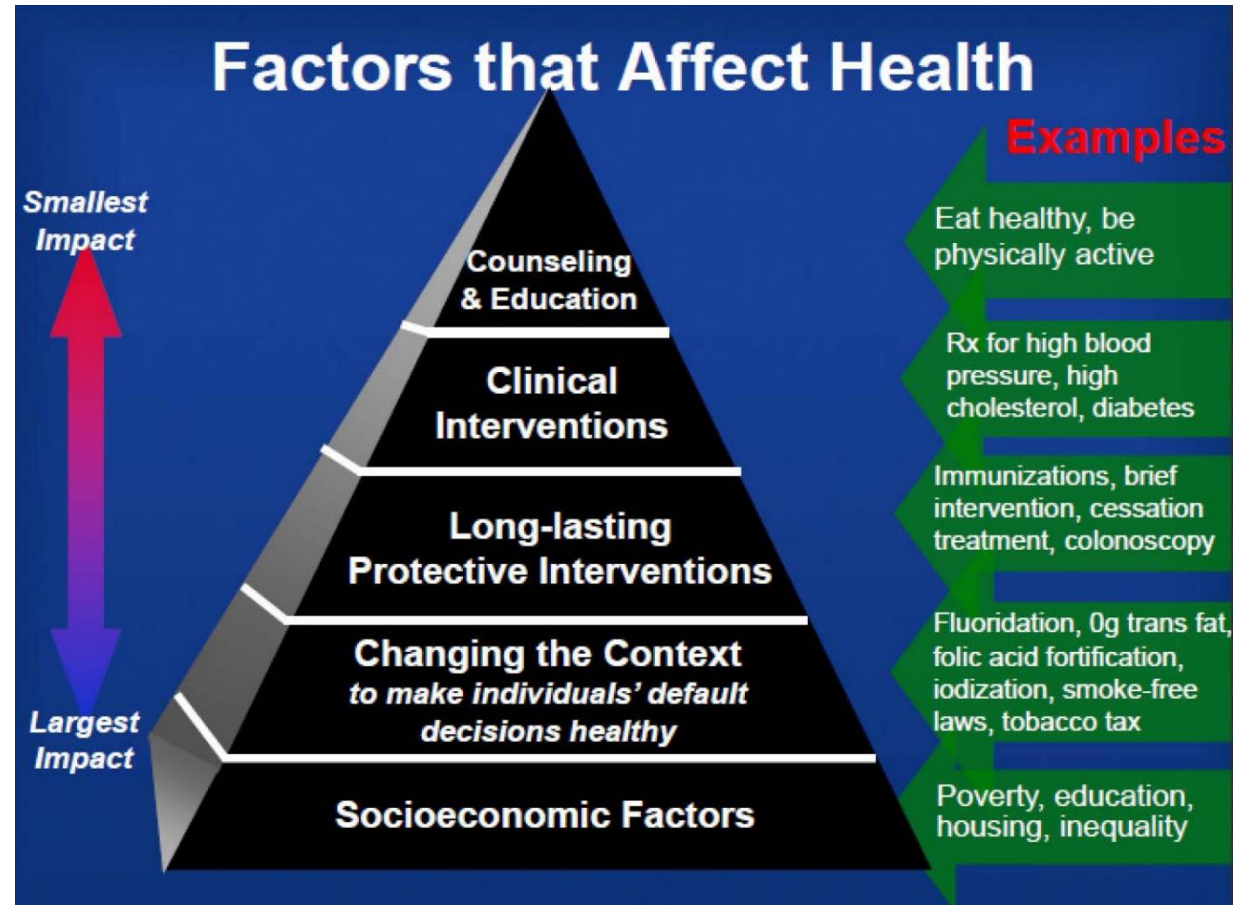 Factors that Affect Health
Examples
Smallest
Impact
Largest
Impact
Counseling
& Education
Clinical
Interventions
Long-lasting
Protective Interventions
Changing the Context
to make individuals' default
decisions healthy
Socioeconomic Factors
Eat healthy, be
physically active
Rx for high blood
pressure, high
cholesterol, diabetes
Immunizations, brief
intervention, cessation
treatment, colonoscopy
Fluoridation, 0g trans fat,
folic acid fortification,
iodization, smoke-free
laws, tobacco tax
Poverty, education,
housing, inequality